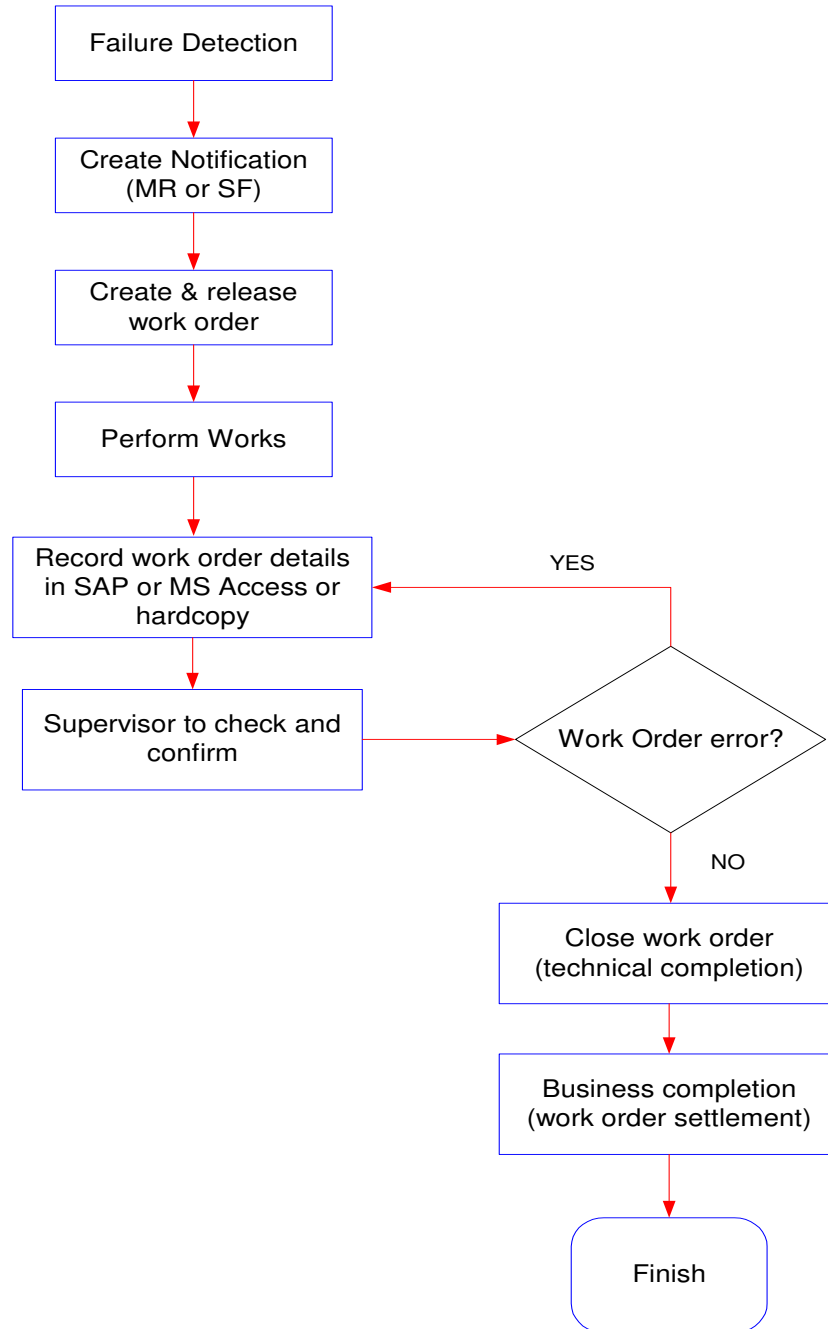 Failure Detection
Create Notification
(MR or SF)
Create & release
work order
Perform Works
Record work order details
in SAP or MS Access or
hardcopy
YES
Supervisor to check and
confirm
Work Order error?
NO
Close work order
(technical completion)
Business completion
(work order settlement)
Finish